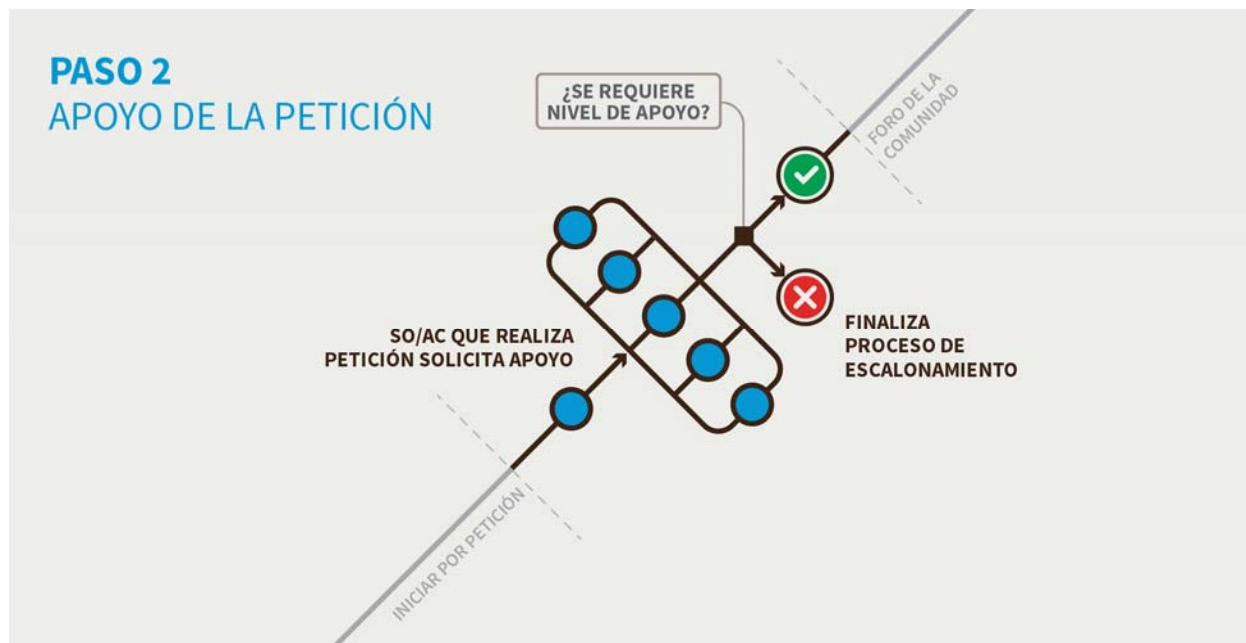 PASO 2
APOYO DE LA PETICIÓN
¿SE REQUIERE
NIVEL DE APOYO?
FORO DE LA
COMUNIDAD
SO/AC QUE REALIZA
PETICIÓN SOLICITA APOYO
FINALIZA
PROCESO DE
ESCALONAMIENTO
INICIAR POR PETICIÓN